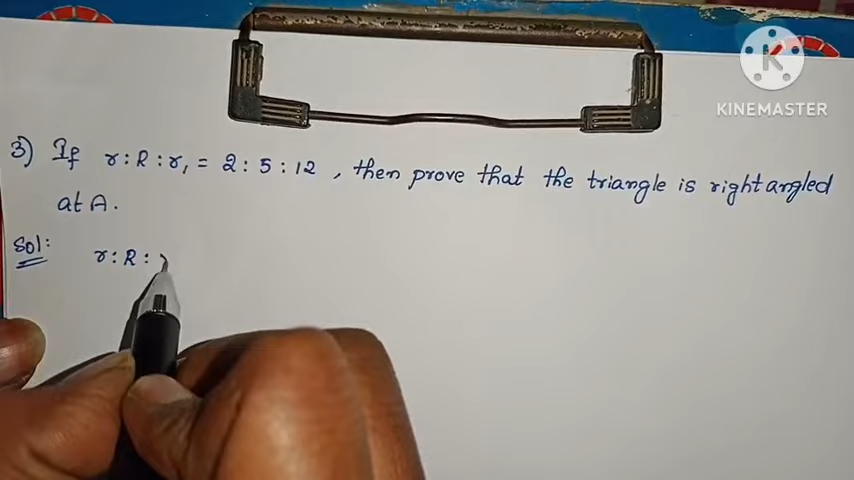 KINEMASTER
3) If r : R : r₁ = 2 : 5 : 12 , then prove that the triangle is right angled
at A.
Sol: r : R :